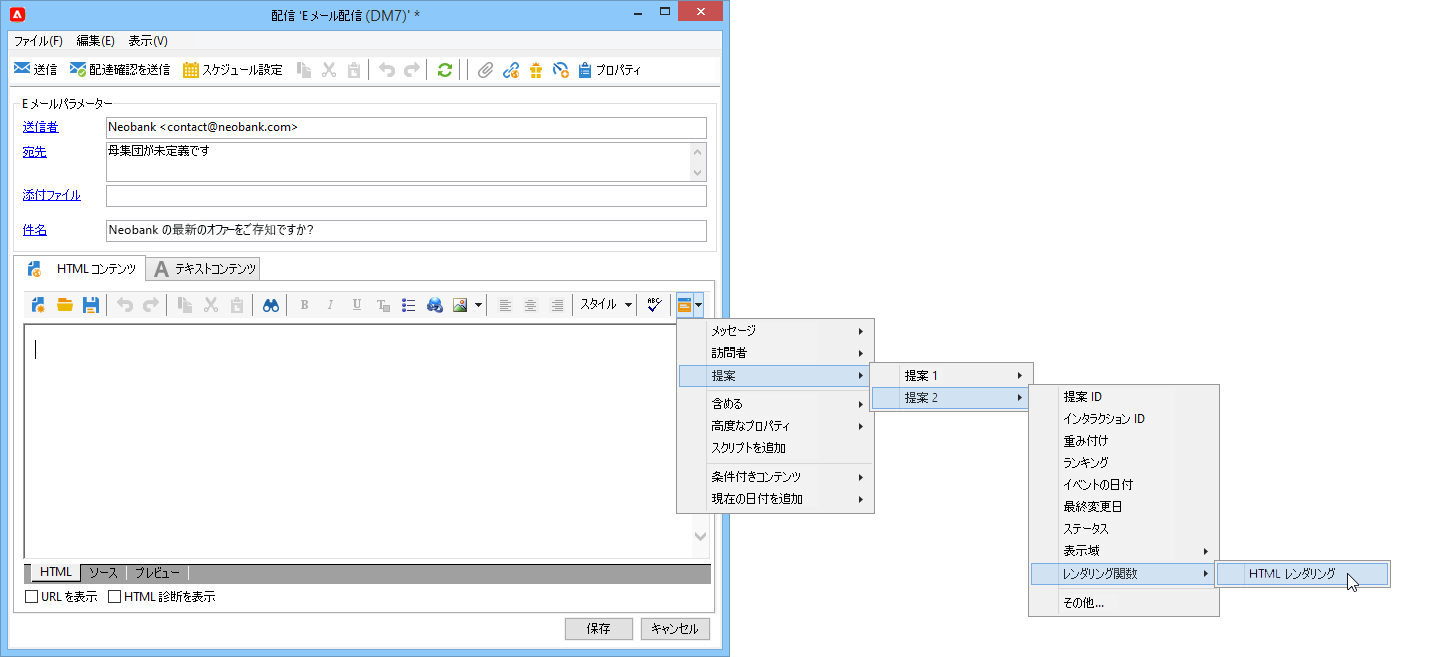 配信 'E メール配信 (DM7)' *
ファイル(F) 編集(E) 表示(V)
送信 配達確認を送信 スケジュール設定 プロパティ
E メールパラメーター
送信者 Neobank <contact@neobank.com>
宛先 母集団が未定義です
添付ファイル
件名 Neobank の最新のオファーをご存知ですか?
HTML コンテンツ A テキストコンテンツ
B I U T スタイル ABC
メッセージ
訪問者
提案
含める
高度なプロパティ
スクリプトを追加
条件付きコンテンツ
現在の日付を追加
提案 1
提案 2
提案 ID
インタラクション ID
重み付け
ランキング
イベントの日付
最終変更日
ステータス
表示域
レンダリング関数
その他...
HTML レンダリング
HTML ソース プレビュー
URL を表示 HTML 診断を表示
保存 キャンセル